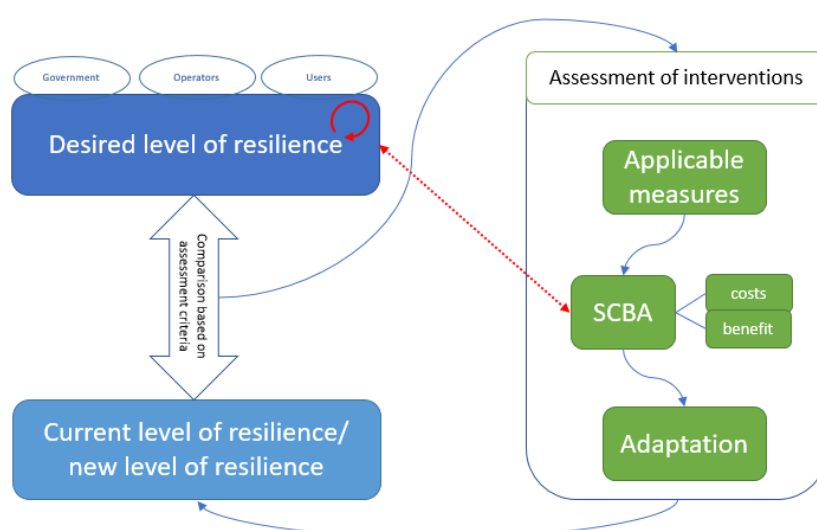 Government
Operators
Users
Desired level of resilience
Comparison based on
assessment criteria
Current level of resilience/
new level of resilience
Assessment of interventions
Applicable
measures
SCBA
costs
benefit
Adaptation